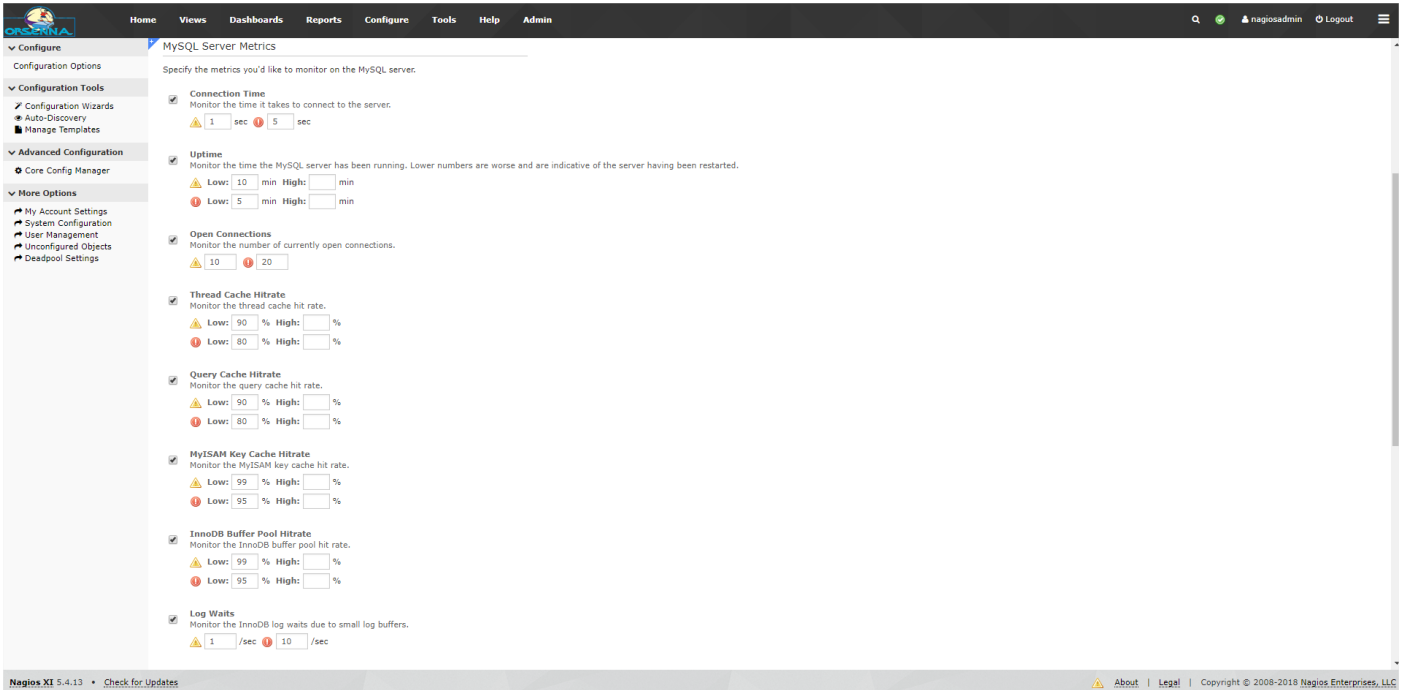 ORSENNA
Home Views Dashboards Reports Configure Tools Help Admin
nagiosadmin Logout
Configure
Configuration Options
Configuration Tools
Configuration Wizards
Auto-Discovery
Manage Templates
Advanced Configuration
Core Config Manager
More Options
My Account Settings
System Configuration
User Management
Unconfigured Objects
Deadpool Settings
MySQL Server Metrics
Specify the metrics you'd like to monitor on the MySQL server.
Connection Time
Monitor the time it takes to connect to the server.
1 sec 5 sec
Uptime
Monitor the time the MySQL server has been running. Lower numbers are worse and are indicative of the server having been restarted.
Low: 10 min High: min
Low: 5 min High: min
Open Connections
Monitor the number of currently open connections.
10 20
Thread Cache Hitrate
Monitor the thread cache hit rate.
Low: 90 % High: %
Low: 80 % High: %
Query Cache Hitrate
Monitor the query cache hit rate.
Low: 90 % High: %
Low: 80 % High: %
MyISAM Key Cache Hitrate
Monitor the MyISAM key cache hit rate.
Low: 99 % High: %
Low: 95 % High: %
InnoDB Buffer Pool Hitrate
Monitor the InnoDB buffer pool hit rate.
Low: 99 % High: %
Low: 95 % High: %
Log Waits
Monitor the InnoDB log waits due to small log buffers.
1 /sec 10 /sec
Nagios XI 5.4.13 • Check for Updates
About | Legal | Copyright © 2008-2018 Nagios Enterprises, LLC